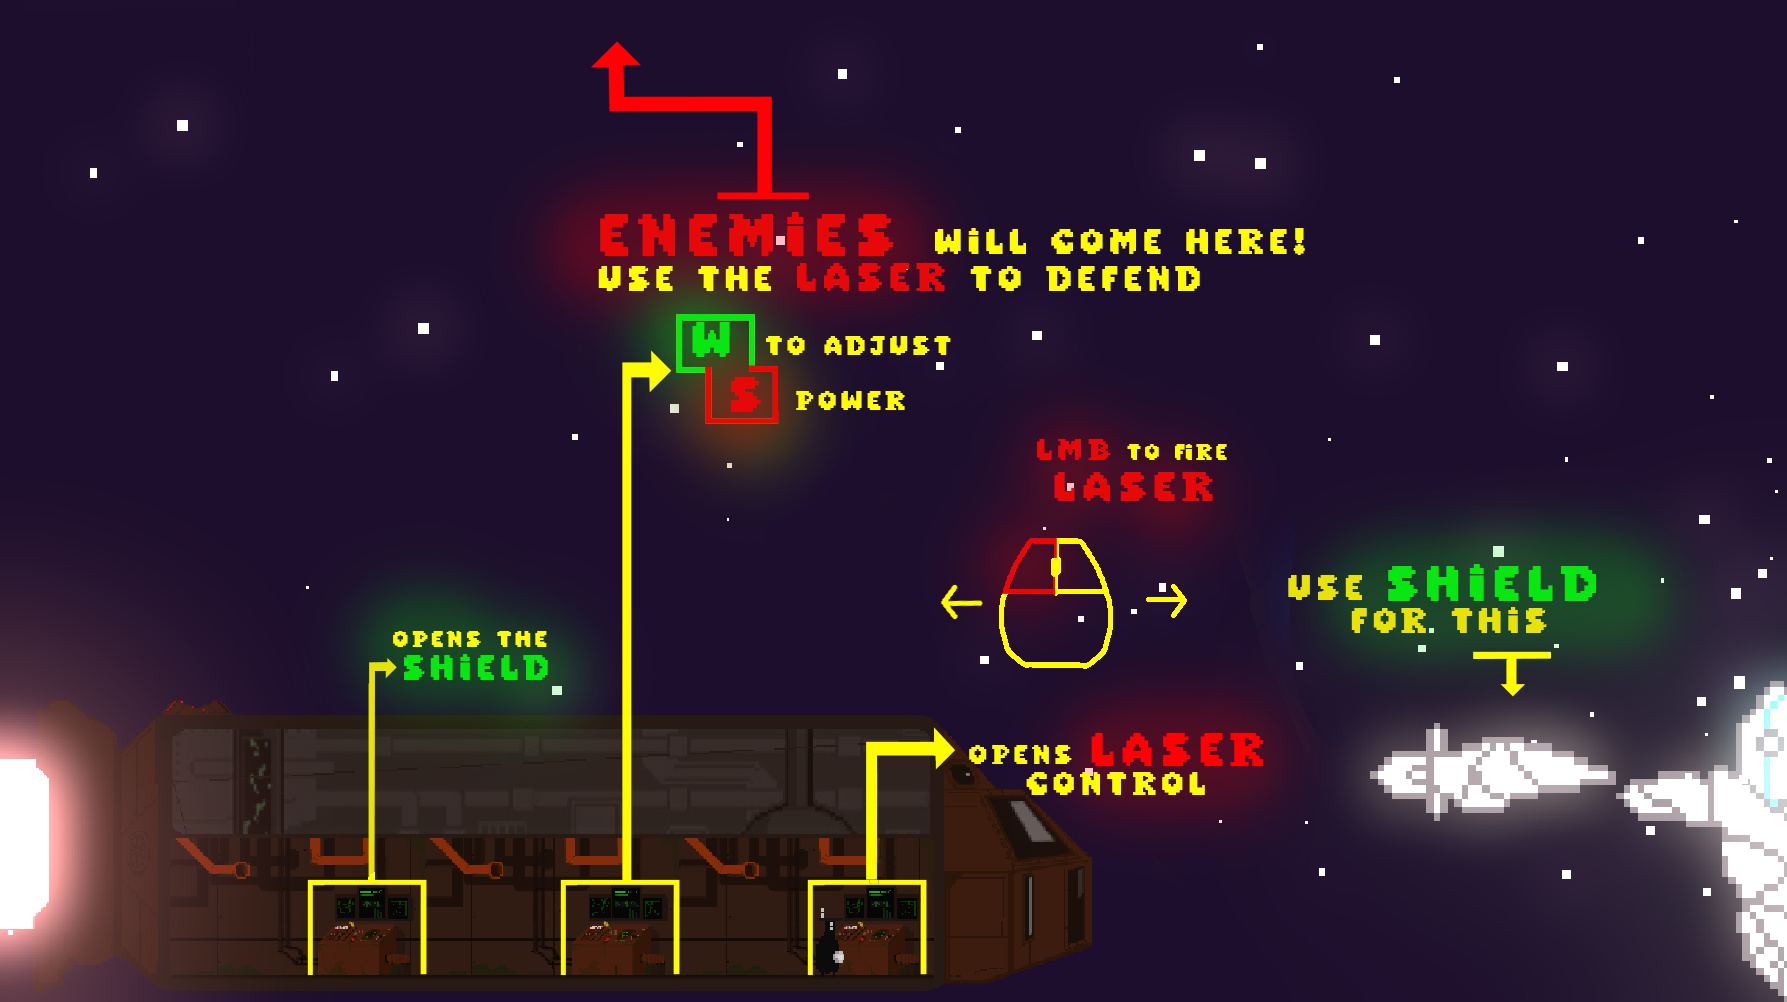 ENEMiES WiLL COME HERE!
USE THE LASER TO DEFEND
W TO ADJUST
S POWER
LMB TO FiRE
LASER
USE SHiELD
FOR THiS
OPENS THE
SHiELD
OPENS LASER
CONTROL